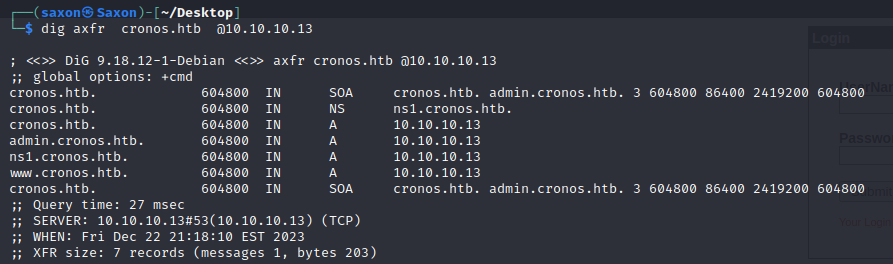 (saxon㉿Saxon)-[~/Desktop]
$ dig axfr  cronos.htb  @10.10.10.13
; <<>> DiG 9.18.12-1-Debian <<>> axfr cronos.htb @10.10.10.13
;; global options: +cmd
cronos.htb. 604800 IN SOA cronos.htb. admin.cronos.htb. 3 604800 86400 2419200 604800
cronos.htb. 604800 IN NS ns1.cronos.htb.
cronos.htb. 604800 IN A 10.10.10.13
admin.cronos.htb. 604800 IN A 10.10.10.13
ns1.cronos.htb. 604800 IN A 10.10.10.13
www.cronos.htb. 604800 IN A 10.10.10.13
cronos.htb. 604800 IN SOA cronos.htb. admin.cronos.htb. 3 604800 86400 2419200 604800
;; Query time: 27 msec
;; SERVER: 10.10.10.13#53(10.10.10.13) (TCP)
;; WHEN: Fri Dec 22 21:18:10 EST 2023
;; XFR size: 7 records (messages 1, bytes 203)
Login